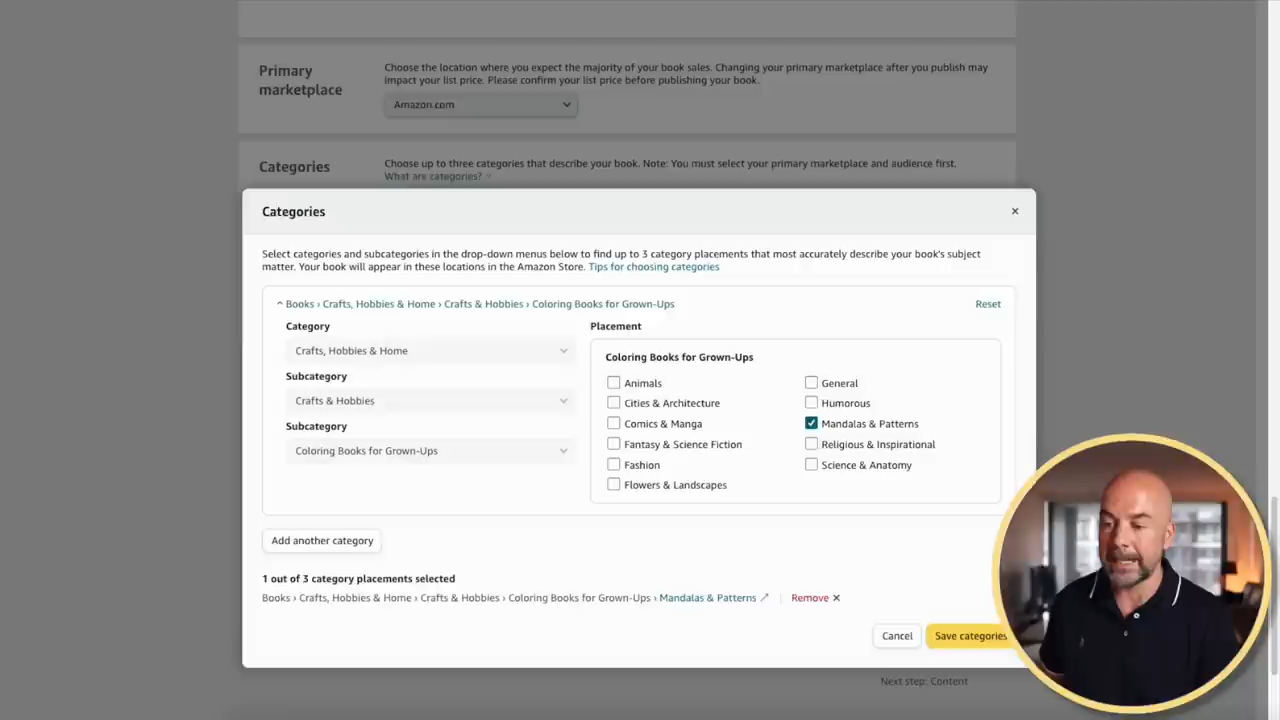 Primary marketplace
Choose the location where you expect the majority of your book sales. Changing your primary marketplace after you publish may
impact your list price. Please confirm your list price before publishing your book.
Amazon.com
Categories
Choose up to three categories that describe your book. Note: You must select your primary marketplace and audience first.
What are categories?
Categories
×
Select categories and subcategories in the drop-down menus below to find up to 3 category placements that most accurately describe your book's subject
matter. Your book will appear in these locations in the Amazon Store. Tips for choosing categories
Books › Crafts, Hobbies & Home › Crafts & Hobbies › Coloring Books for Grown-Ups
Reset
Category
Crafts, Hobbies & Home
Subcategory
Crafts & Hobbies
Subcategory
Coloring Books for Grown-Ups
Placement
Coloring Books for Grown-Ups
Animals
Cities & Architecture
Comics & Manga
Fantasy & Science Fiction
Fashion
Flowers & Landscapes
General
Humorous
Mandalas & Patterns
Religious & Inspirational
Science & Anatomy
Add another category
1 out of 3 category placements selected
Books › Crafts, Hobbies & Home › Crafts & Hobbies › Coloring Books for Grown-Ups › Mandalas & Patterns
Remove ×
Cancel
Save categories
Next step: Content